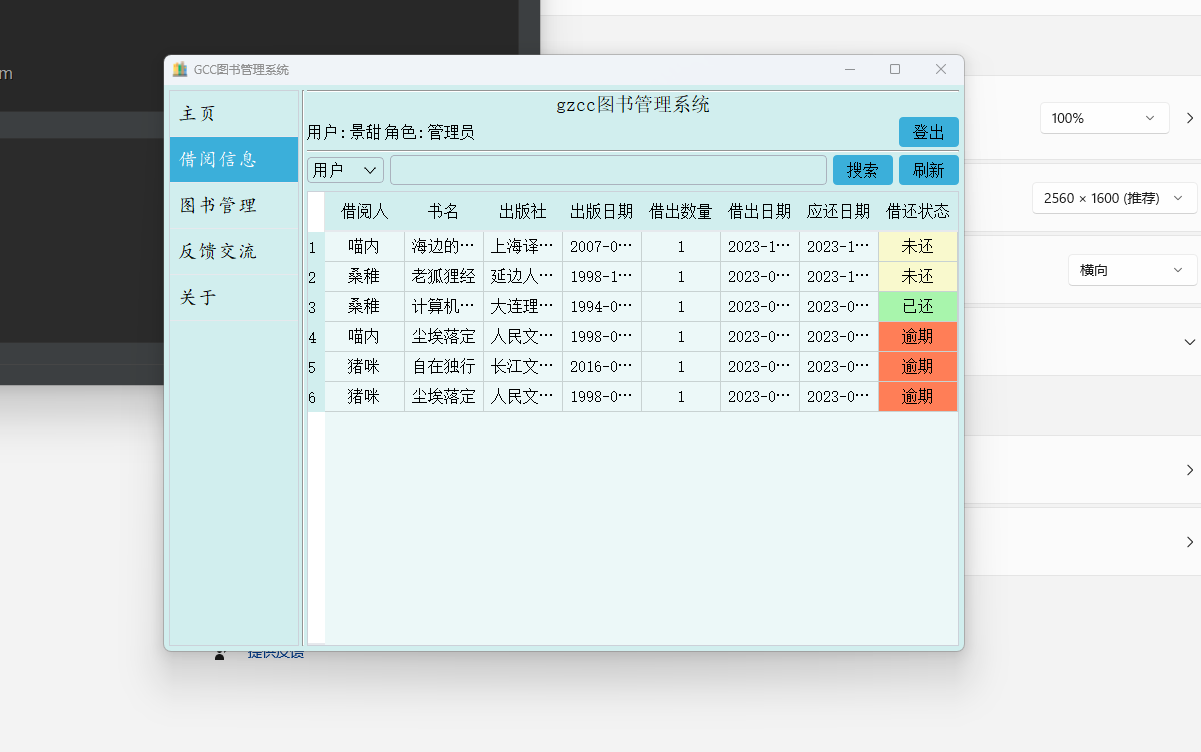 m
GCC图书管理系统
主页
借阅信息
图书管理
反馈交流
关于
gzcc图书管理系统
用户:景甜 角色:管理员 登出
用户 搜索 刷新
借阅人 书名 出版社 出版日期 借出数量 借出日期 应还日期 借还状态
1 喵内 海边的… 上海译… 2007-0… 1 2023-1… 2023-1… 未还
2 桑稚 老狐狸经 延边人… 1998-1… 1 2023-0… 2023-1… 未还
3 桑稚 计算机… 大连理… 1994-0… 1 2023-0… 2023-0… 已还
4 喵内 尘埃落定 人民文… 1998-0… 1 2023-0… 2023-0… 逾期
5 猪咪 自在独行 长江文… 2016-0… 1 2023-0… 2023-0… 逾期
6 猪咪 尘埃落定 人民文… 1998-0… 1 2023-0… 2023-0… 逾期
100%
2560 × 1600 (推荐)
横向
提供反馈